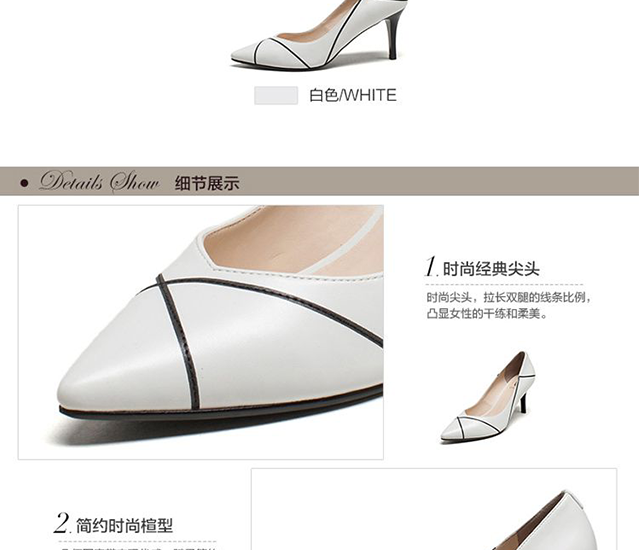 白色/WHITE
Details Show 细节展示
1. 时尚经典尖头
时尚尖头，拉长双腿的线条比例，
凸显女性的干练和柔美。
2. 简约时尚楦型